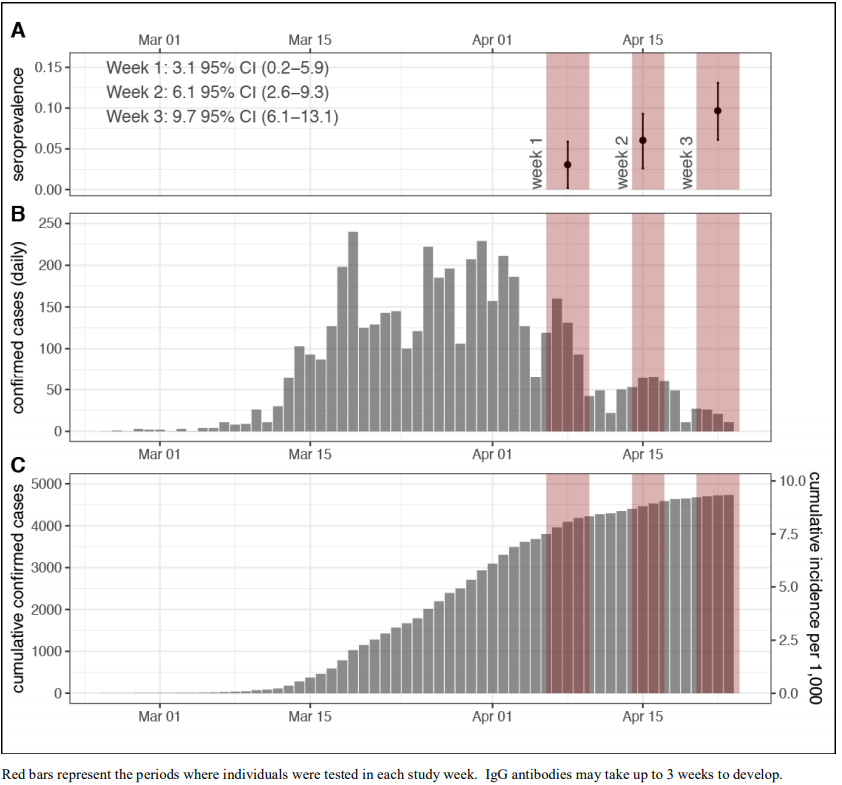 A
Mar 01 Mar 15 Apr 01 Apr 15
seroprevalence
0.15
0.10
0.05
0.00
Week 1: 3.1 95% CI (0.2–5.9)
Week 2: 6.1 95% CI (2.6–9.3)
Week 3: 9.7 95% CI (6.1–13.1)
week 1
week 2
week 3
B
confirmed cases (daily)
250
200
150
100
50
0
Mar 01 Mar 15 Apr 01 Apr 15
C
cumulative confirmed cases
5000
4000
3000
2000
1000
0
10.0
7.5
5.0
2.5
0.0
cumulative incidence per 1,000
Mar 01 Mar 15 Apr 01 Apr 15
Red bars represent the periods where individuals were tested in each study week. IgG antibodies may take up to 3 weeks to develop.